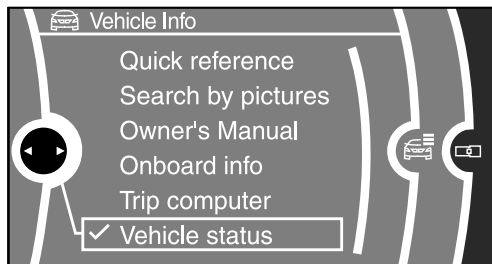 Vehicle Info
Quick reference
Search by pictures
Owner's Manual
Onboard info
Trip computer
Vehicle status